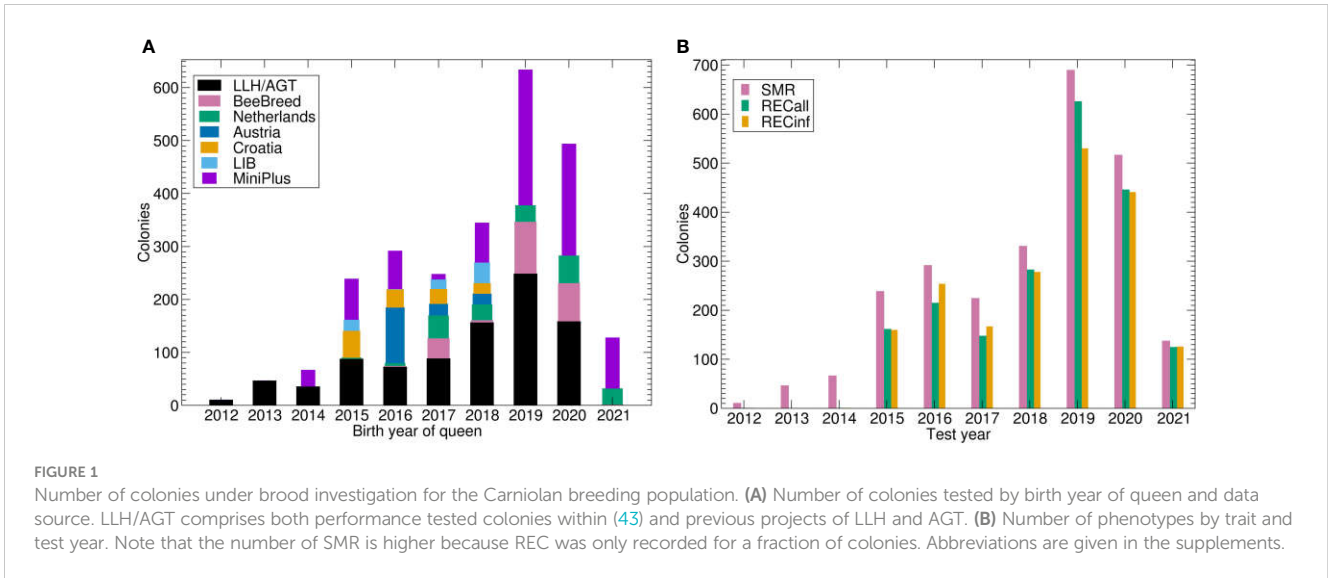 A
LLH/AGT
BeeBreed
Netherlands
Austria
Croatia
LIB
MiniPlus
600
500
400
300
200
100
0
Colonies
2012 2013 2014 2015 2016 2017 2018 2019 2020 2021
Birth year of queen
B
SMR
RECall
RECinf
700
600
500
400
300
200
100
0
Colonies
2012 2013 2014 2015 2016 2017 2018 2019 2020 2021
Test year
FIGURE 1
Number of colonies under brood investigation for the Carniolan breeding population. (A) Number of colonies tested by birth year of queen and data
source. LLH/AGT comprises both performance tested colonies within (43) and previous projects of LLH and AGT. (B) Number of phenotypes by trait and
test year. Note that the number of SMR is higher because REC was only recorded for a fraction of colonies. Abbreviations are given in the supplements.